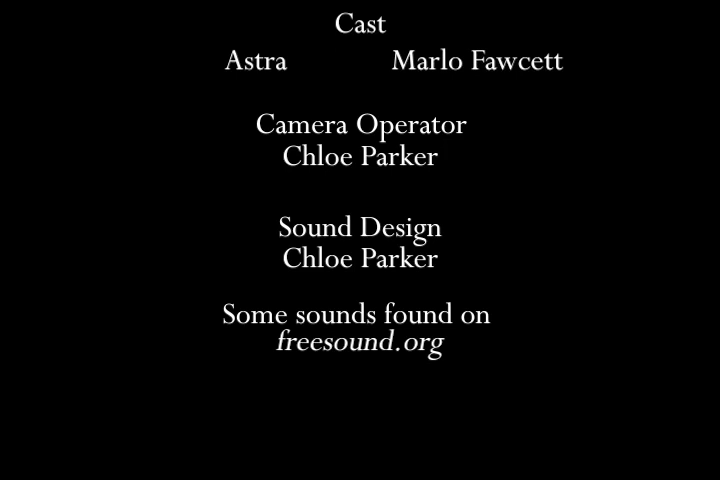 Cast
Astra Marlo Fawcett
Camera Operator
Chloe Parker
Sound Design
Chloe Parker
Some sounds found on
freesound.org